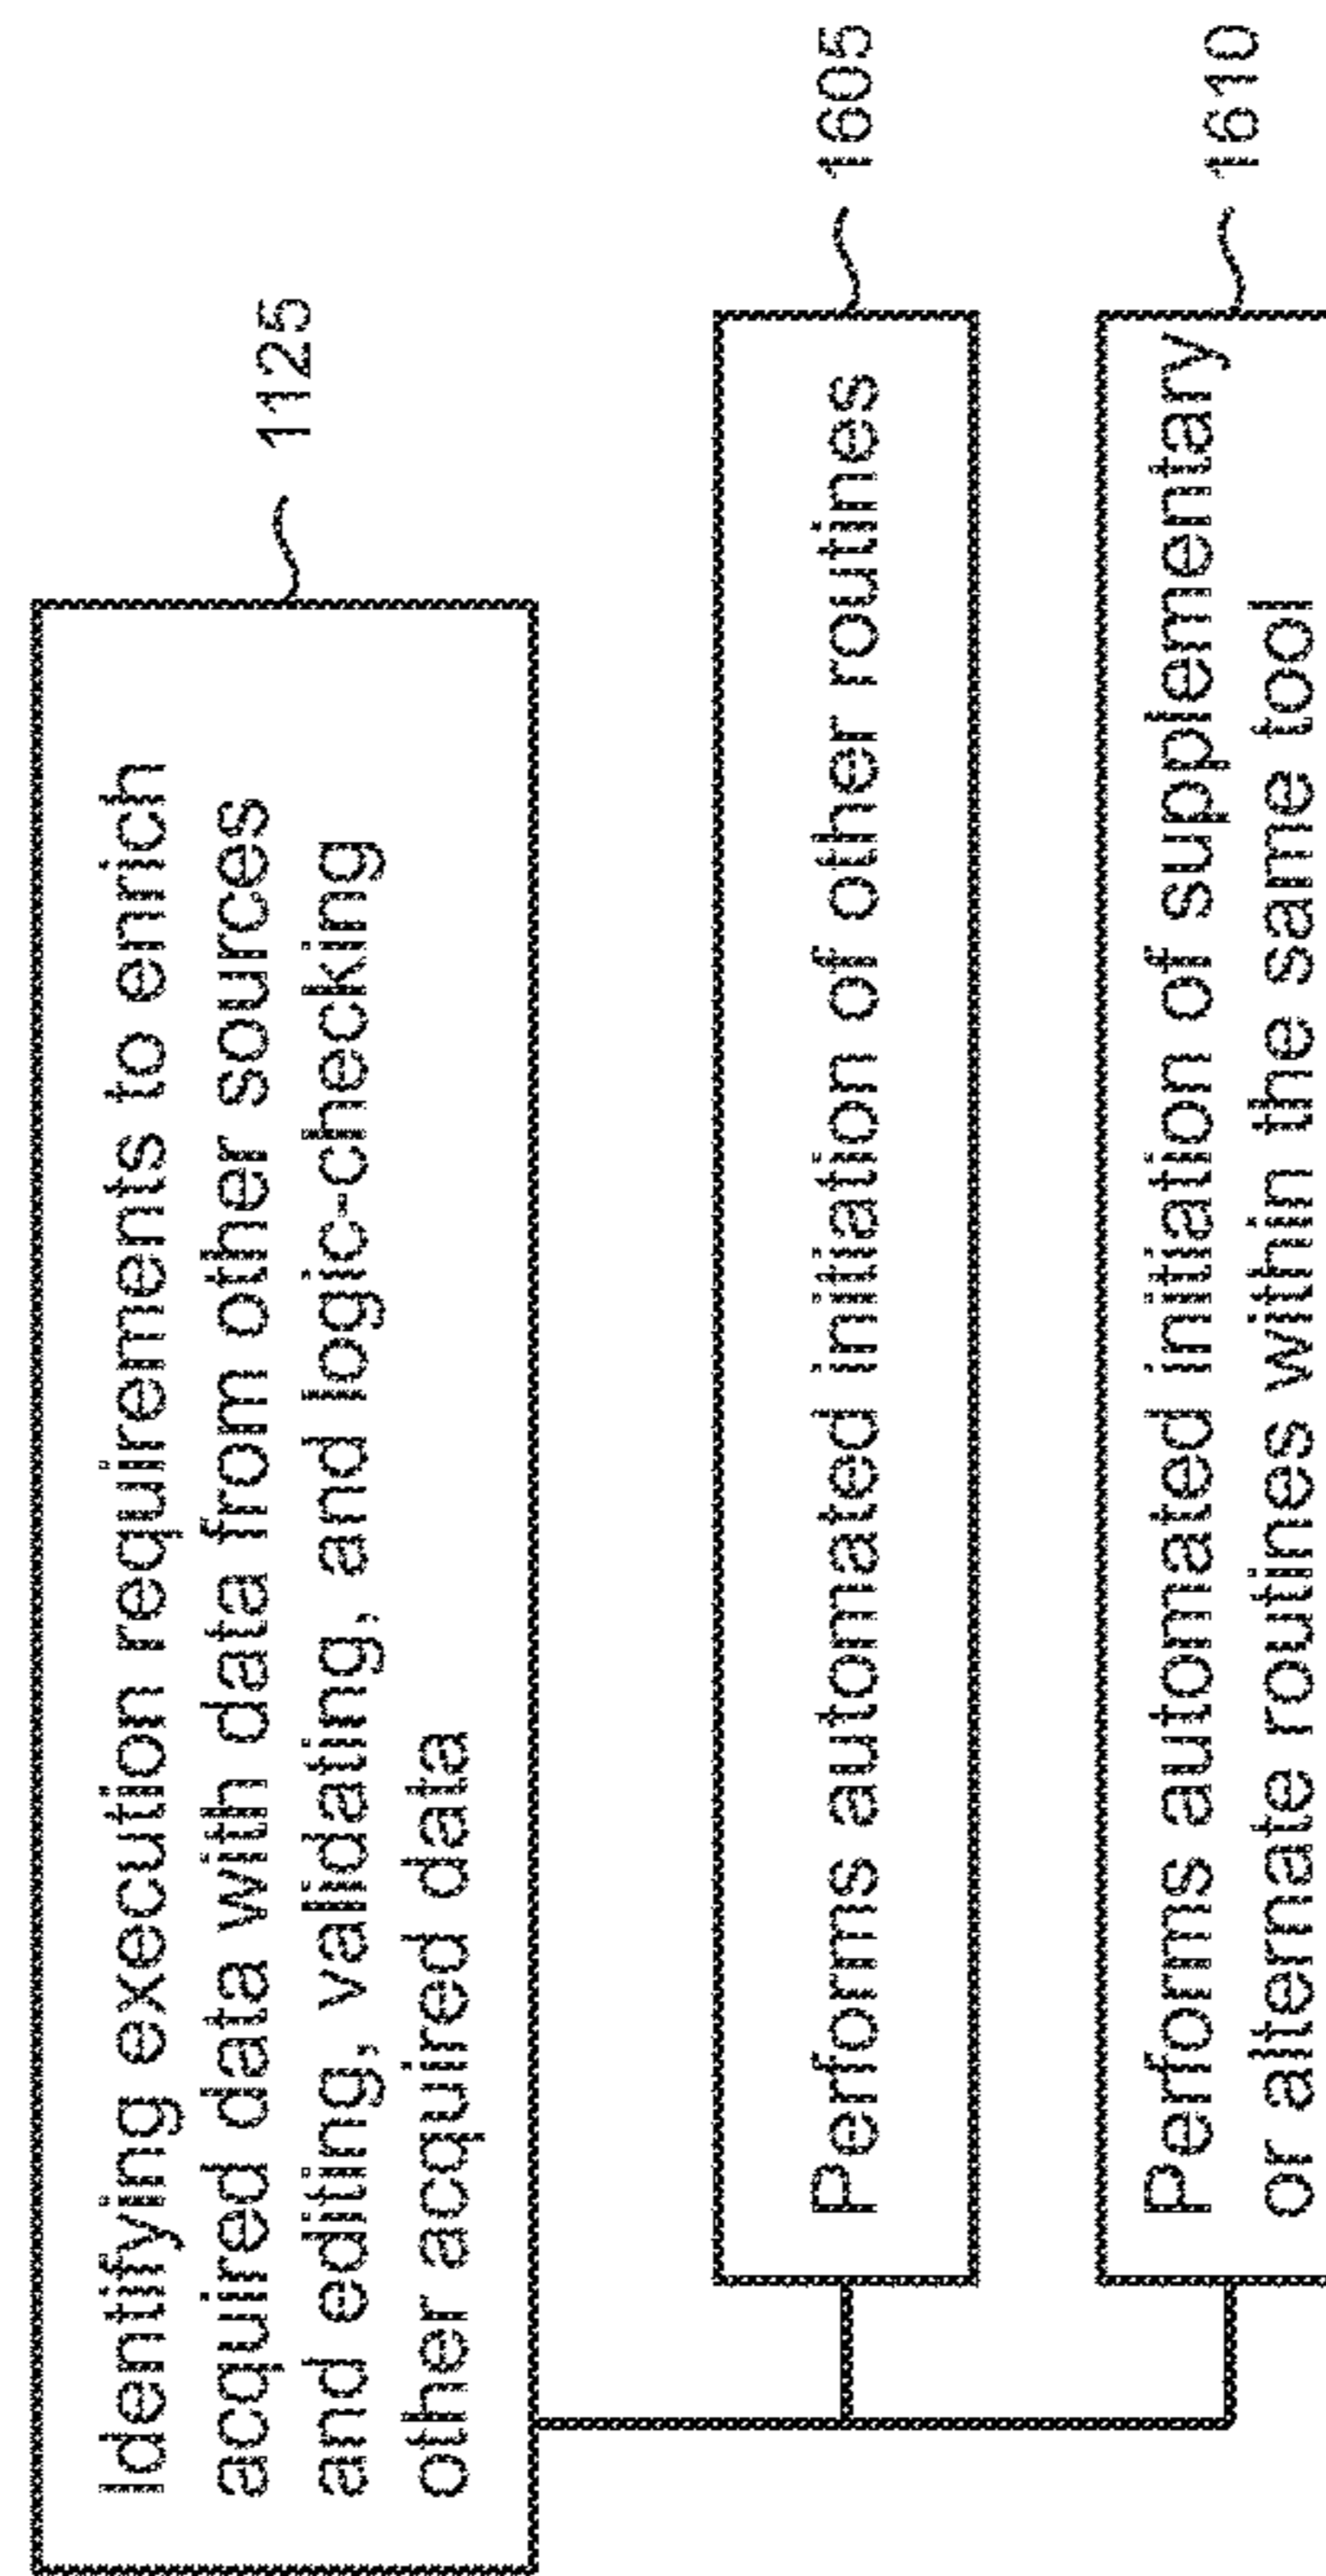 Identifying execution requirements to enrich
acquired data with data from other sources
and editing, validating, and logic-checking
other acquired data
1125
Performs automated initiation of other routines
1605
Performs automated initiation of supplementary
or alternate routines within the same tool
1610